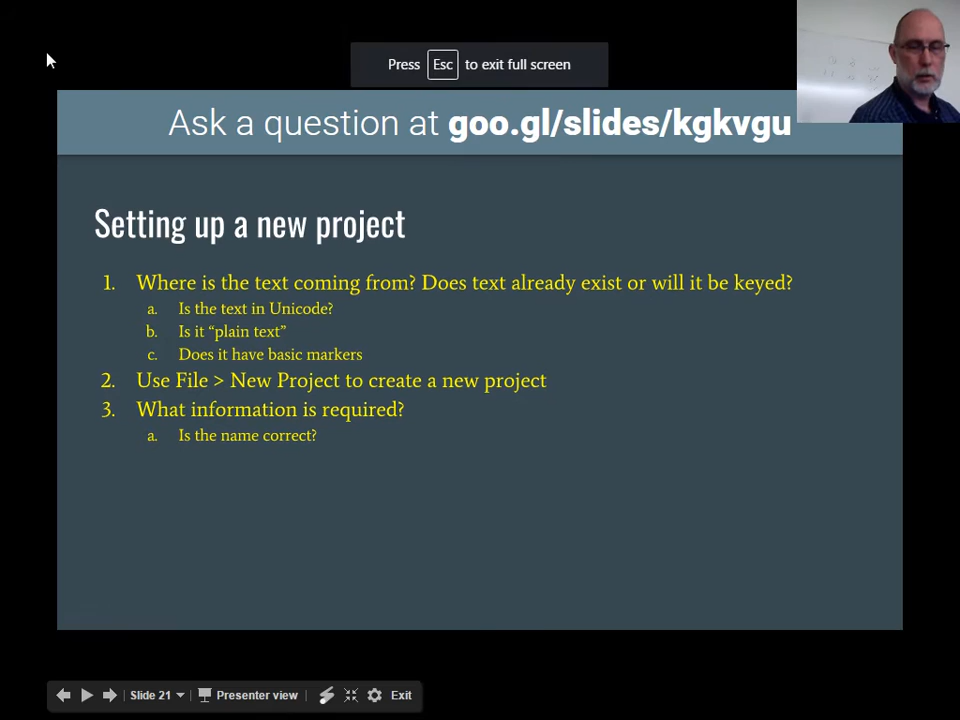 Press Esc to exit full screen
Ask a question at goo.gl/slides/kgkvgu
Setting up a new project
1. Where is the text coming from? Does text already exist or will it be keyed?
a. Is the text in Unicode?
b. Is it “plain text”
c. Does it have basic markers
2. Use File > New Project to create a new project
3. What information is required?
a. Is the name correct?
Slide 21 Presenter view Exit